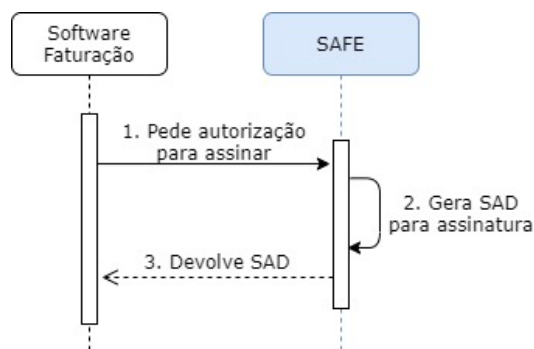 Software
Faturação
SAFE
1. Pede autorização
para assinar
2. Gera SAD
para assinatura
3. Devolve SAD